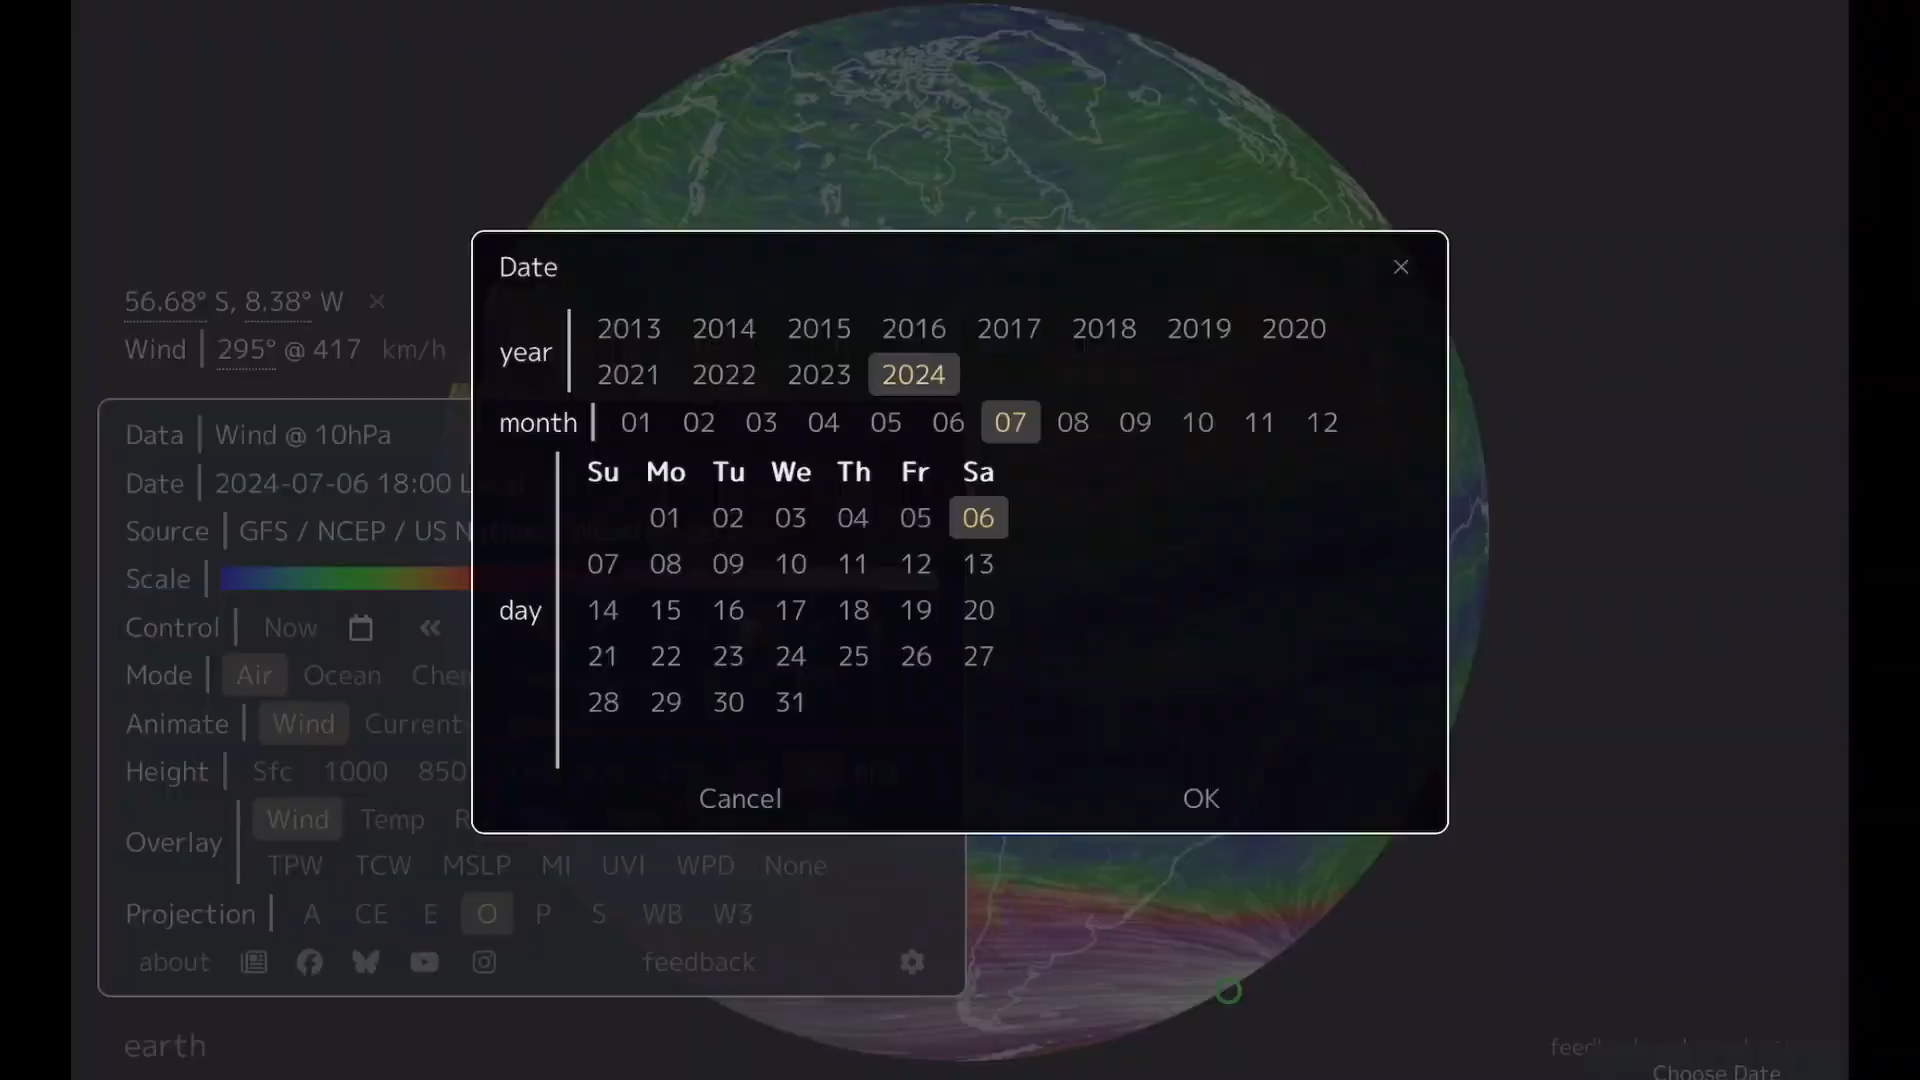 Date ×
year
2013 2014 2015 2016 2017 2018 2019 2020
2021 2022 2023 2024
month 01 02 03 04 05 06 07 08 09 10 11 12
Su Mo Tu We Th Fr Sa
01 02 03 04 05 06
07 08 09 10 11 12 13
day
14 15 16 17 18 19 20
21 22 23 24 25 26 27
28 29 30 31
Cancel OK
56.68° S, 8.38° W ×
Wind 295° @ 417 km/h
Data Wind @ 10hPa
Date 2024-07-06 18:00
Source GFS / NCEP / US
Scale
Control Now «
Mode Air Ocean
Animate Wind
Height Sfc 1000 850
Overlay
Wind Temp
TPW TCW MSLP MI UVI WPD None
Projection A CE E O P S WB W3
about feedback
earth
Choose Date